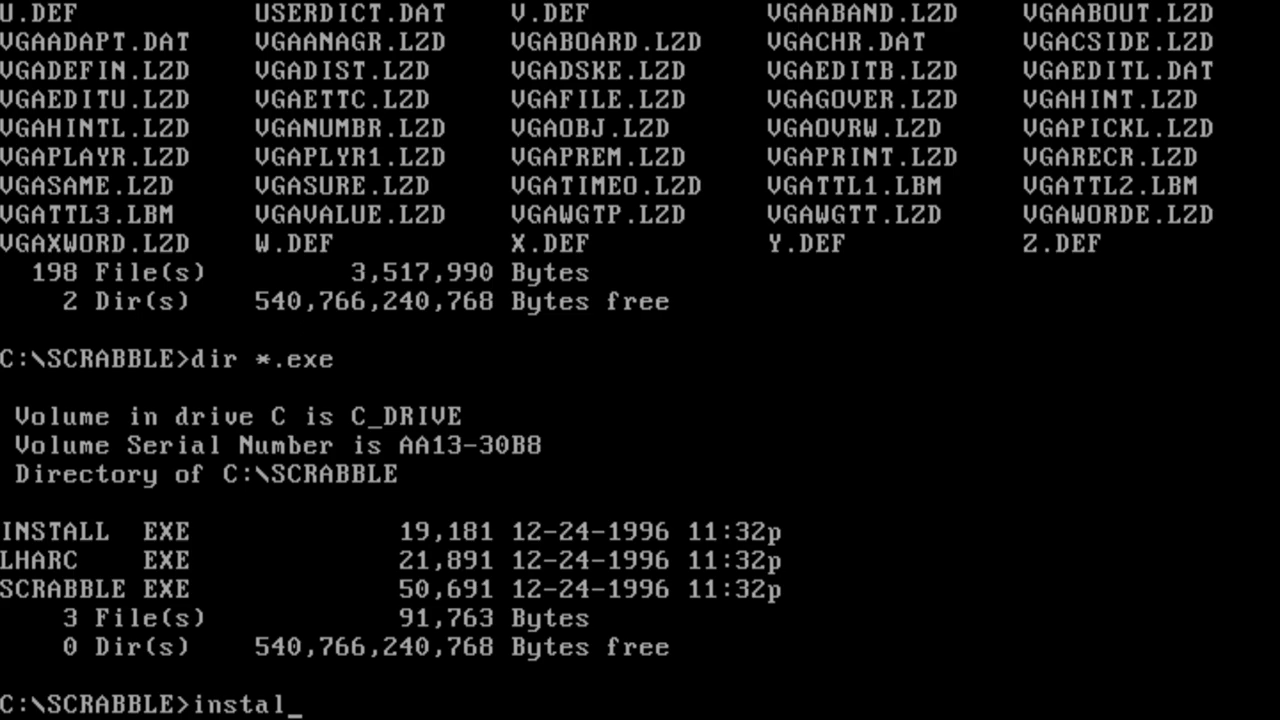 U.DEF USERDICT.DAT V.DEF VGAABAND.LZD VGAABOUT.LZD
VGAADAPT.DAT VGAANAGR.LZD VGABOARD.LZD VGACHR.DAT VGACSIDE.LZD
VGADEFIN.LZD VGADIST.LZD VGADSKE.LZD VGAEDITB.LZD VGAEDITL.DAT
VGAEDITU.LZD VGAETTC.LZD VGAFILE.LZD VGAGOVER.LZD VGAHINT.LZD
VGAHINTL.LZD VGANUMBR.LZD VGAOBJ.LZD VGAOVRW.LZD VGAPICKL.LZD
VGAPLAYR.LZD VGAPLYR1.LZD VGAPREM.LZD VGAPRINT.LZD VGARECR.LZD
VGASAME.LZD VGASURE.LZD VGATIMEO.LZD VGATTL1.LBM VGATTL2.LBM
VGATTL3.LBM VGAVALUE.LZD VGAWGTP.LZD VGAWGTT.LZD VGAWORDE.LZD
VGAXWORD.LZD W.DEF X.DEF Y.DEF Z.DEF
198 File(s) 3,517,990 Bytes
2 Dir(s) 540,766,240,768 Bytes free
C:\SCRABBLE>dir *.exe
Volume in drive C is C_DRIVE
Volume Serial Number is AA13-30B8
Directory of C:\SCRABBLE
INSTALL EXE 19,181 12-24-1996 11:32p
LHARC EXE 21,891 12-24-1996 11:32p
SCRABBLE EXE 50,691 12-24-1996 11:32p
3 File(s) 91,763 Bytes
0 Dir(s) 540,766,240,768 Bytes free
C:\SCRABBLE>instal_